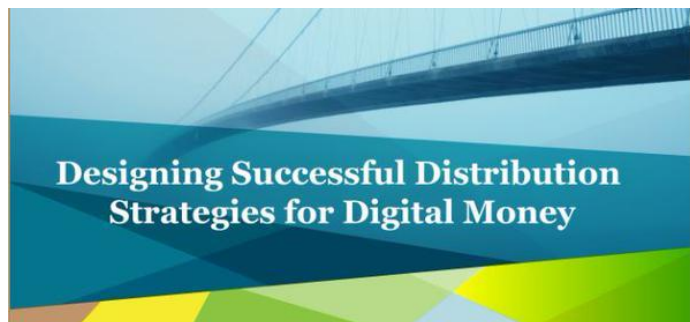 Designing Successful Distribution
Strategies for Digital Money